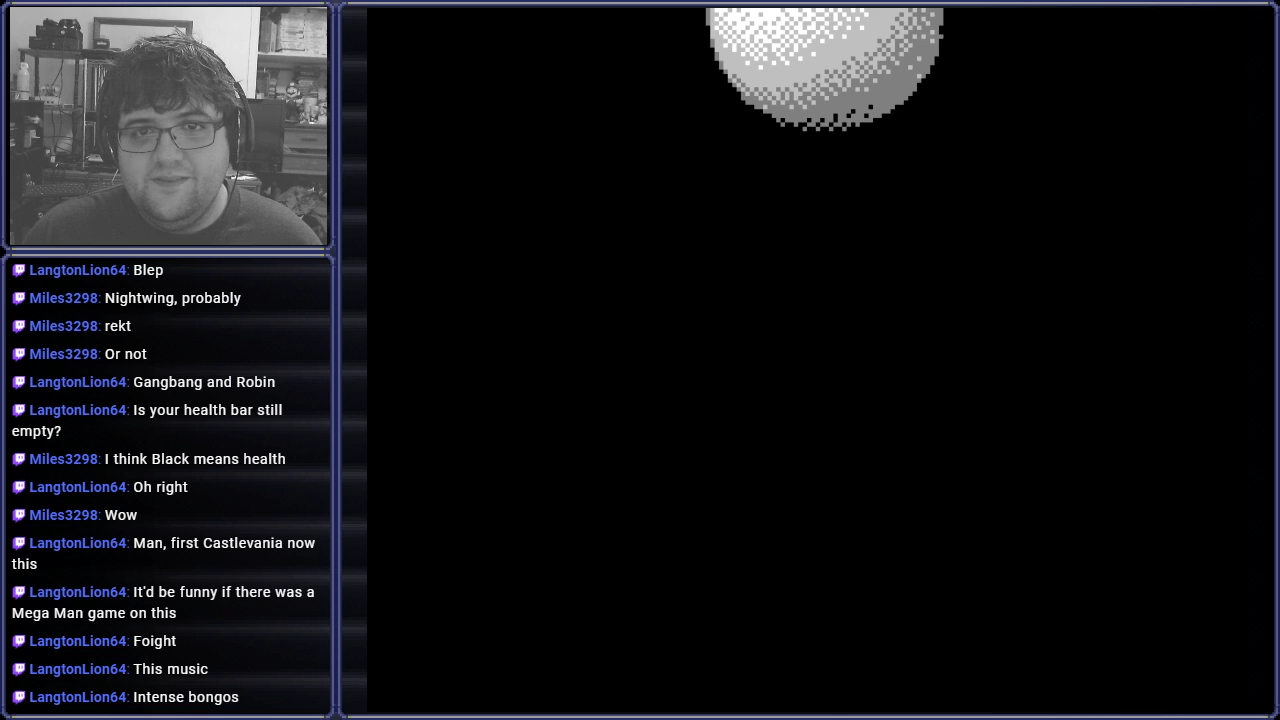 LangtonLion64: Blep
Miles3298: Nightwing, probably
Miles3298: rekt
Miles3298: Or not
LangtonLion64: Gangbang and Robin
LangtonLion64: Is your health bar still
empty?
Miles3298: I think Black means health
LangtonLion64: Oh right
Miles3298: Wow
LangtonLion64: Man, first Castlevania now
this
LangtonLion64: It'd be funny if there was a
Mega Man game on this
LangtonLion64: Foight
LangtonLion64: This music
LangtonLion64: Intense bongos